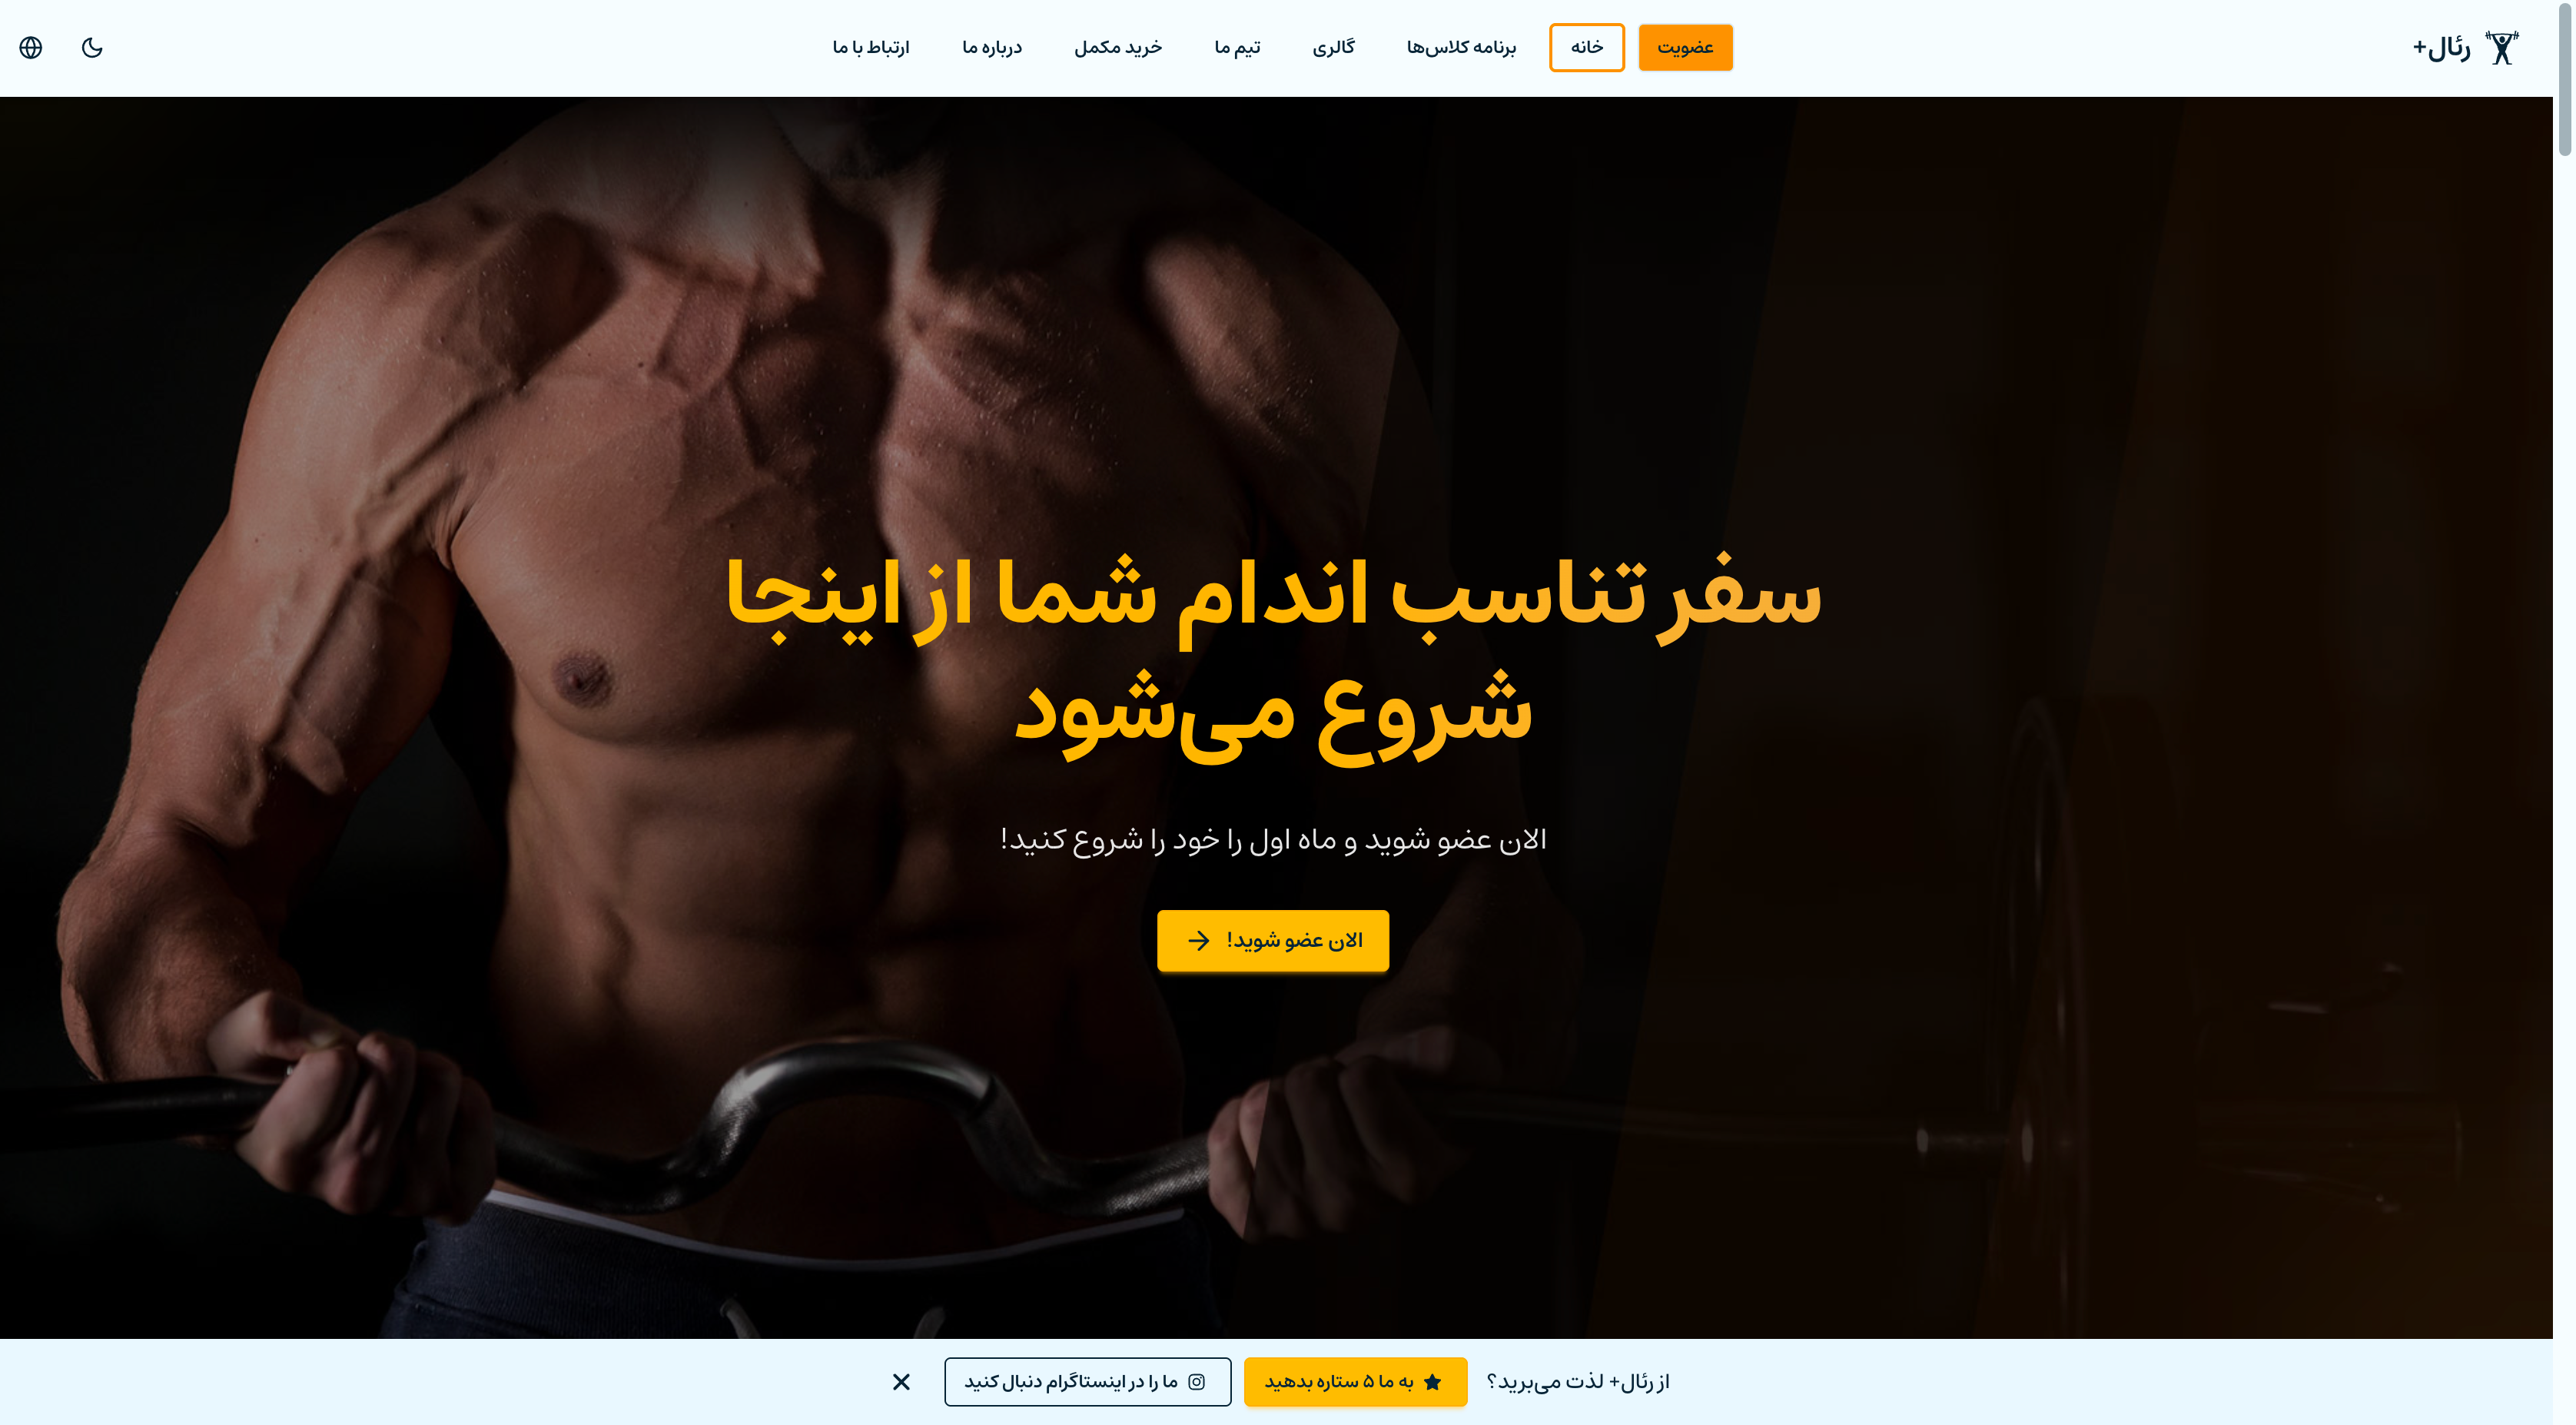 رئال+
عضویت
خانه
برنامه کلاس‌ها
گالری
تیم ما
خرید مکمل
درباره ما
ارتباط با ما
سفر تناسب اندام شما از اینجا
شروع می‌شود
الان عضو شوید و ماه اول را خود را شروع کنید!
الان عضو شوید!
از رئال+ لذت می‌برید؟
به ما ۵ ستاره بدهید
ما را در اینستاگرام دنبال کنید